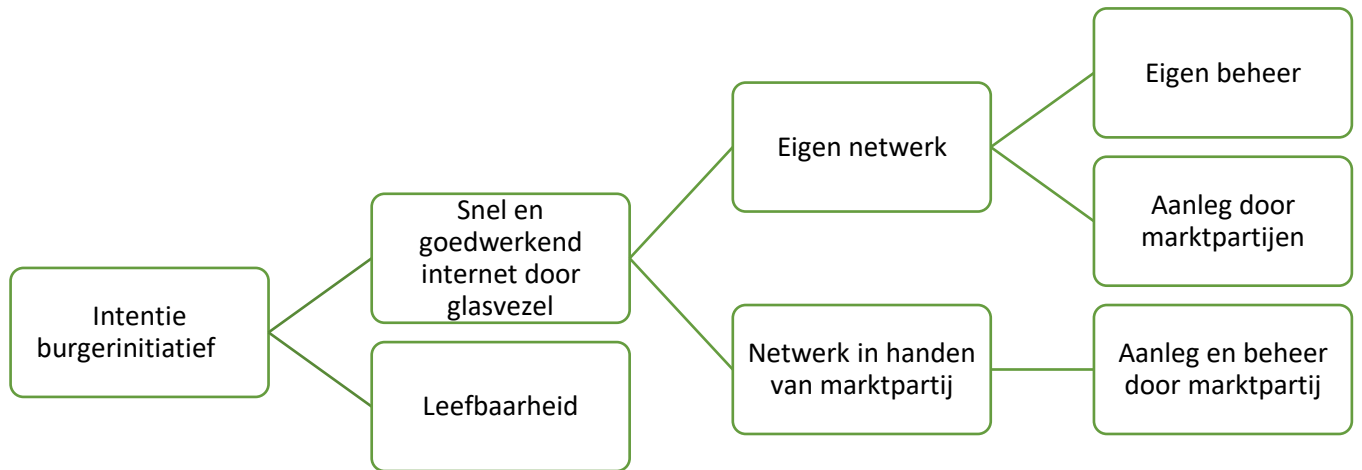 Intentie
burgerinitiatief
Snel en
goedwerkend
internet door
glasvezel
Leefbaarheid
Eigen netwerk
Netwerk in handen
van marktpartij
Eigen beheer
Aanleg door
marktpartijen
Aanleg en beheer
door marktpartij